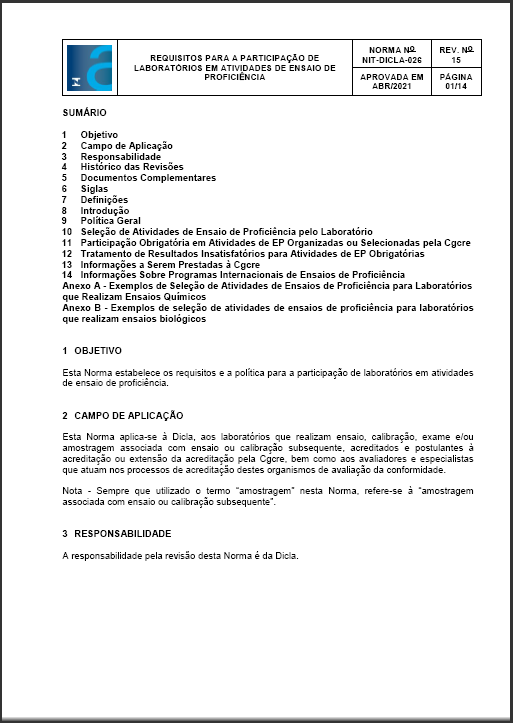 REQUISITOS PARA A PARTICIPAÇÃO DE
LABORATÓRIOS EM ATIVIDADES DE ENSAIO DE
PROFICIÊNCIA
NORMA Nº
NIT-DICLA-026
REV. Nº
15
APROVADA EM
ABR/2021
PÁGINA
01/14
SUMÁRIO
1 Objetivo
2 Campo de Aplicação
3 Responsabilidade
4 Histórico das Revisões
5 Documentos Complementares
6 Siglas
7 Definições
8 Introdução
9 Política Geral
10 Seleção de Atividades de Ensaio de Proficiência pelo Laboratório
11 Participação Obrigatória em Atividades de EP Organizadas ou Selecionadas pela Cgcre
12 Tratamento de Resultados Insatisfatórios para Atividades de EP Obrigatórias
13 Informações a Serem Prestadas à Cgcre
14 Informações Sobre Programas Internacionais de Ensaios de Proficiência
Anexo A - Exemplos de Seleção de Atividades de Ensaios de Proficiência para Laboratórios
que Realizam Ensaios Químicos
Anexo B - Exemplos de seleção de atividades de ensaios de proficiência para laboratórios
que realizam ensaios biológicos
1 OBJETIVO
Esta Norma estabelece os requisitos e a política para a participação de laboratórios em atividades
de ensaio de proficiência.
2 CAMPO DE APLICAÇÃO
Esta Norma aplica-se à Dicla, aos laboratórios que realizam ensaio, calibração, exame e/ou
amostragem associada com ensaio ou calibração subsequente, acreditados e postulantes à
acreditação ou extensão da acreditação pela Cgcre, bem como aos avaliadores e especialistas
que atuam nos processos de acreditação destes organismos de avaliação da conformidade.
Nota - Sempre que utilizado o termo “amostragem” nesta Norma, refere-se à “amostragem
associada com ensaio ou calibração subsequente”.
3 RESPONSABILIDADE
A responsabilidade pela revisão desta Norma é da Dicla.